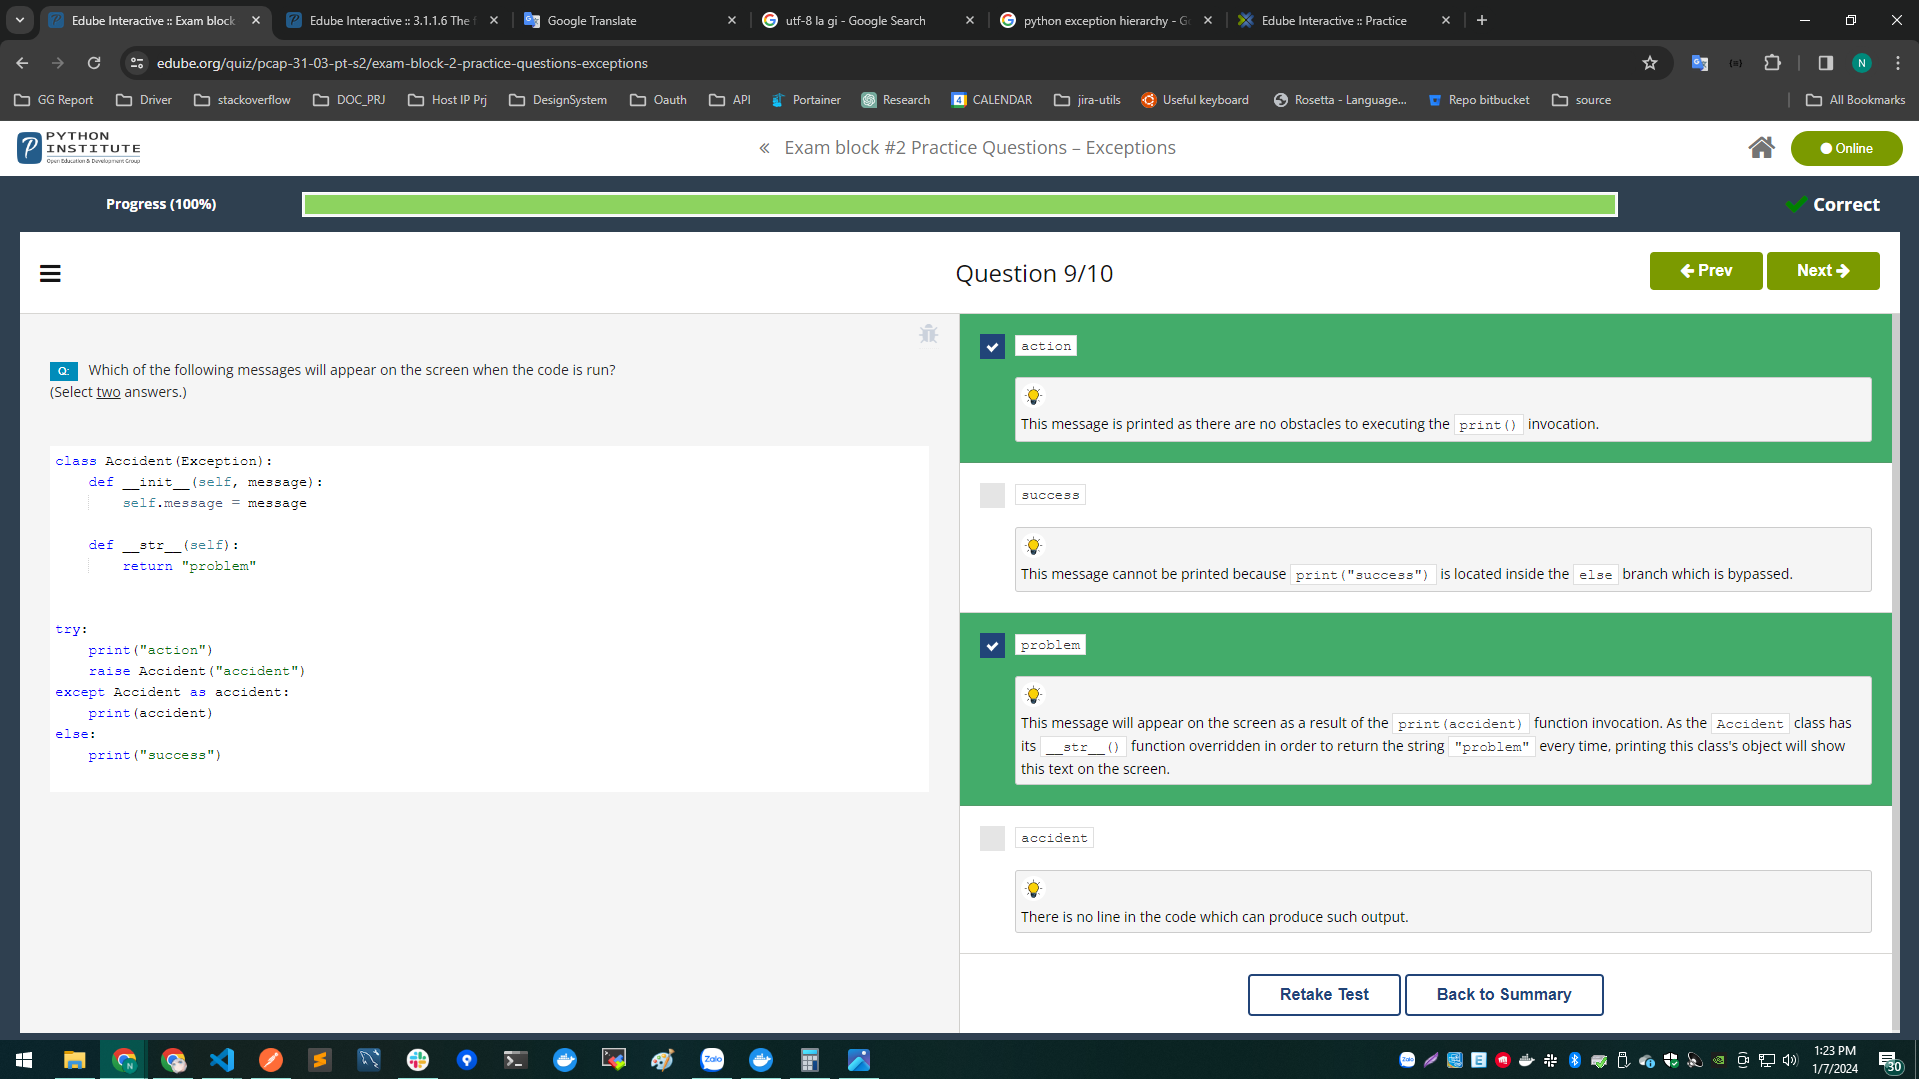 Edube Interactive :: Exam block
Edube Interactive :: 3.1.1.6 The f
Google Translate
utf-8 la gi - Google Search
python exception hierarchy - G
Edube Interactive :: Practice
edube.org/quiz/pcap-31-03-pt-s2/exam-block-2-practice-questions-exceptions
N
GG Report
Driver
stackoverflow
DOC_PRJ
Host IP Prj
DesignSystem
Oauth
API
Portainer
Research
4
CALENDAR
jira-utils
Useful keyboard
Rosetta - Language...
Repo bitbucket
source
All Bookmarks
PYTHON
INSTITUTE
Open Education & Development Group
« Exam block #2 Practice Questions – Exceptions
Online
Progress (100%)
Correct
Question 9/10
Prev
Next
Q: Which of the following messages will appear on the screen when the code is run?
(Select two answers.)
class Accident(Exception):
def __init__(self, message):
self.message = message
def __str__(self):
return "problem"
try:
print("action")
raise Accident("accident")
except Accident as accident:
print(accident)
else:
print("success")
action
This message is printed as there are no obstacles to executing the print() invocation.
success
This message cannot be printed because print("success") is located inside the else branch which is bypassed.
problem
This message will appear on the screen as a result of the print(accident) function invocation. As the Accident class has
its __str__() function overridden in order to return the string "problem" every time, printing this class's object will show
this text on the screen.
accident
There is no line in the code which can produce such output.
Retake Test
Back to Summary
N
Zalo
1:23 PM
1/7/2024
30